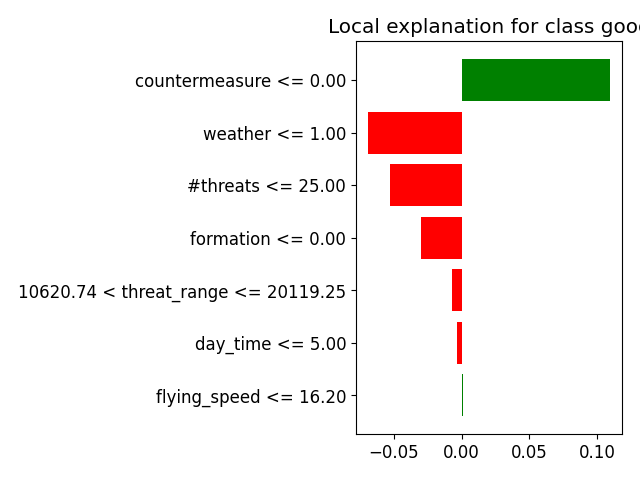 Local explanation for class good
countermeasure <= 0.00
weather <= 1.00
#threats <= 25.00
formation <= 0.00
10620.74 < threat_range <= 20119.25
day_time <= 5.00
flying_speed <= 16.20
−0.05 0.00 0.05 0.10